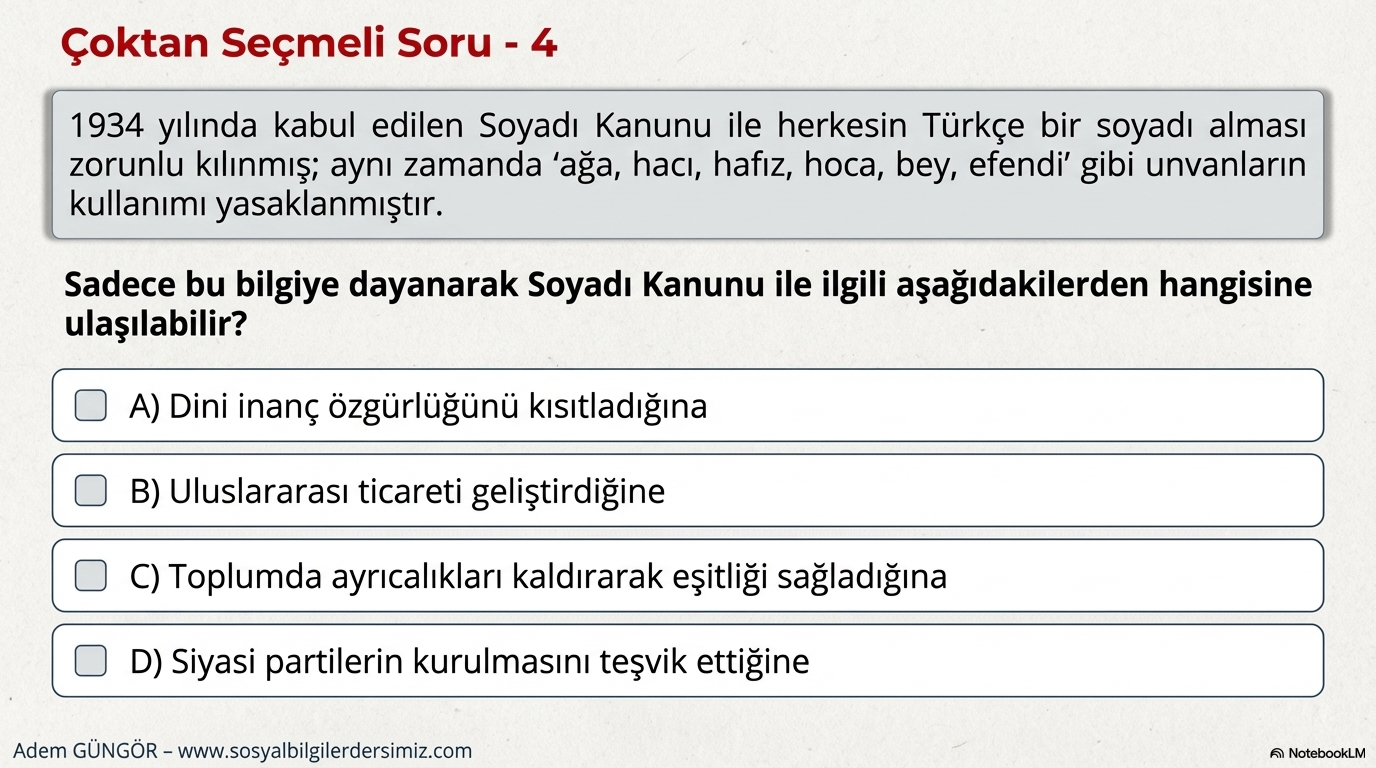 Çoktan Seçmeli Soru - 4
1934 yılında kabul edilen Soyadı Kanunu ile herkesin Türkçe bir soyadı alması
zorunlu kılınmış; aynı zamanda ‘ağa, hacı, hafız, hoca, bey, efendi’ gibi unvanların
kullanımı yasaklanmıştır.
Sadece bu bilgiye dayanarak Soyadı Kanunu ile ilgili aşağıdakilerden hangisine
ulaşılabilir?
A) Dini inanç özgürlüğünü kısıtladığına
B) Uluslararası ticareti geliştirdiğine
C) Toplumda ayrıcalıkları kaldırarak eşitliği sağladığına
D) Siyasi partilerin kurulmasını teşvik ettiğine
Adem GÜNGÖR – www.sosyalbilgilerdersimiz.com
NotebookLM